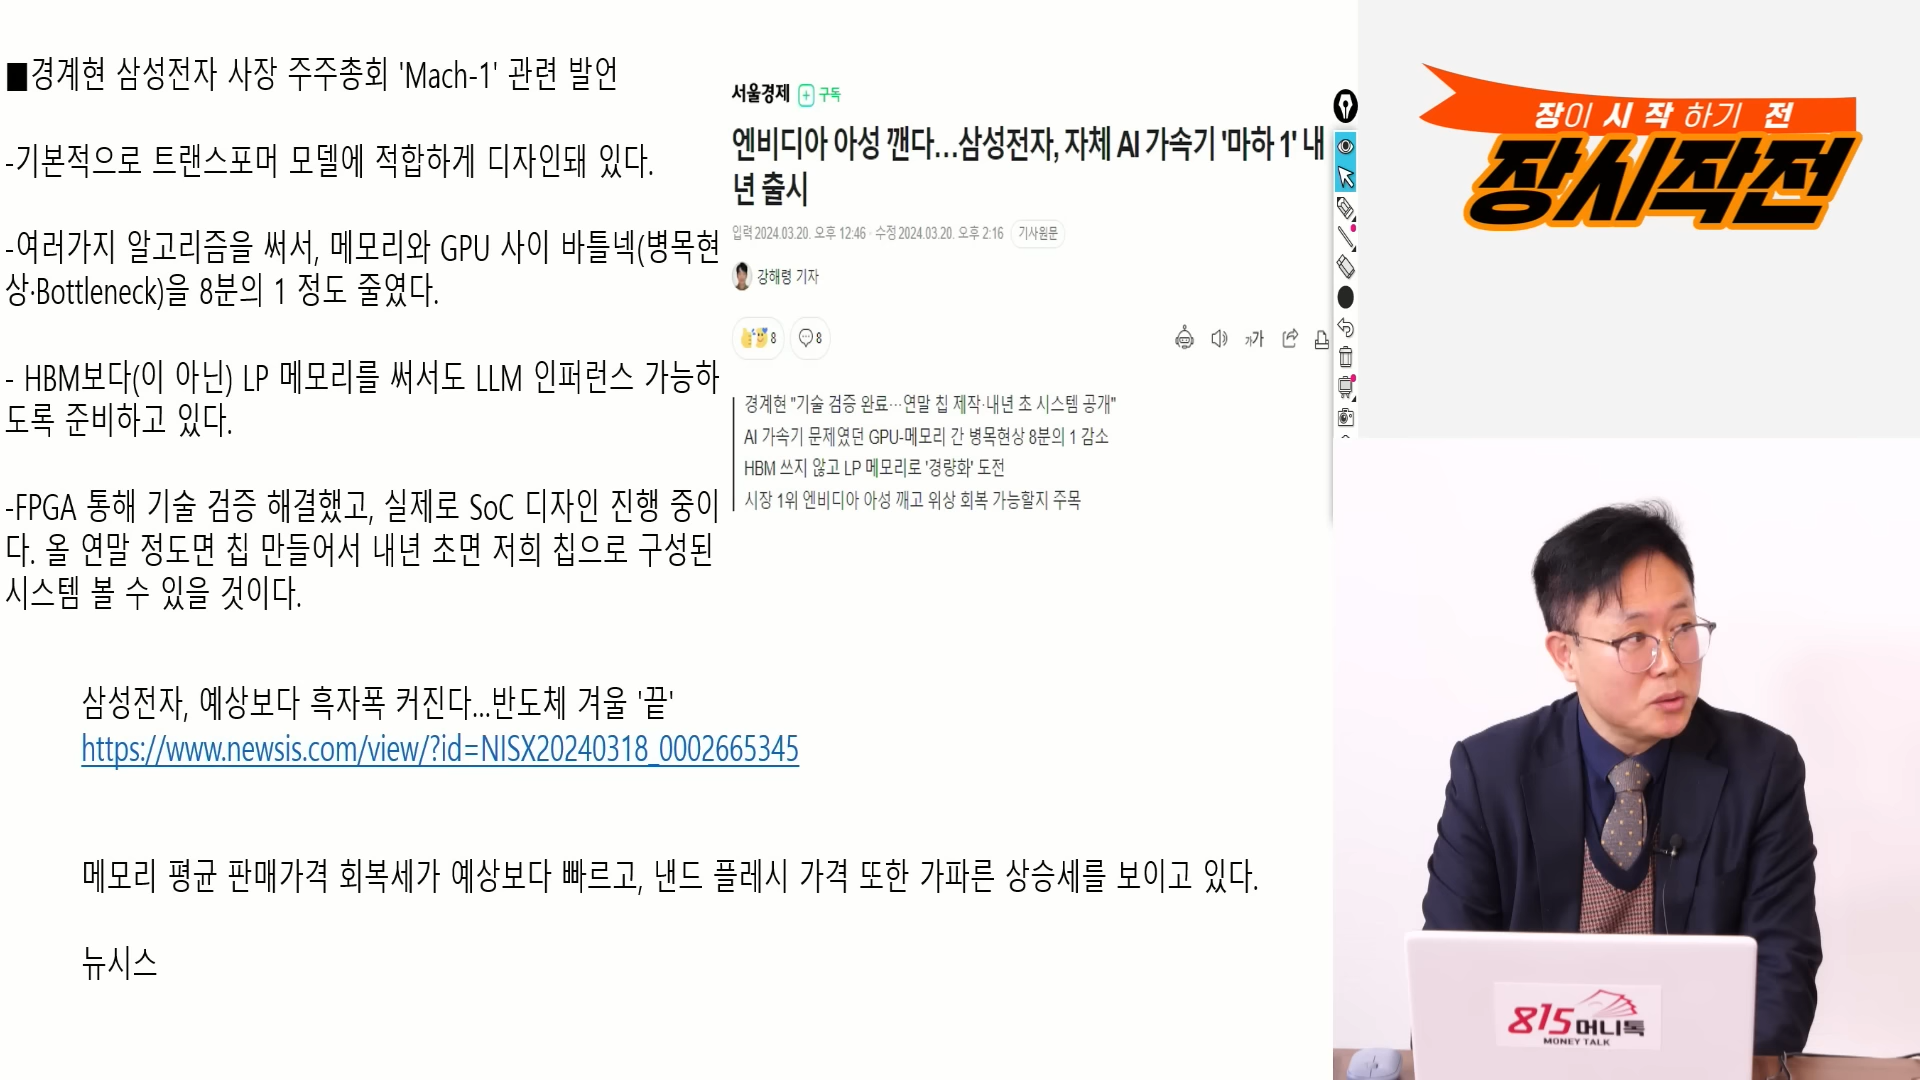 ■경계현 삼성전자 사장 주주총회 'Mach-1' 관련 발언
-기본적으로 트랜스포머 모델에 적합하게 디자인돼 있다.
-여러가지 알고리즘을 써서, 메모리와 GPU 사이 바틀넥(병목현
상·Bottleneck)을 8분의 1 정도 줄였다.
- HBM보다(이 아닌) LP 메모리를 써서도 LLM 인퍼런스 가능하
도록 준비하고 있다.
-FPGA 통해 기술 검증 해결했고, 실제로 SoC 디자인 진행 중이
다. 올 연말 정도면 칩 만들어서 내년 초면 저희 칩으로 구성된
시스템 볼 수 있을 것이다.
삼성전자, 예상보다 흑자폭 커진다...반도체 겨울 '끝'
https://www.newsis.com/view/?id=NISX20240318_0002665345
메모리 평균 판매가격 회복세가 예상보다 빠르고, 낸드 플레시 가격 또한 가파른 상승세를 보이고 있다.
뉴시스
서울경제 + 구독
엔비디아 아성 깬다…삼성전자, 자체 AI 가속기 '마하 1' 내
년 출시
입력 2024.03.20. 오후 12:46 · 수정 2024.03.20. 오후 2:16 기사원문
강해령 기자
8 8
가가
경계현 "기술 검증 완료…연말 칩 제작·내년 초 시스템 공개"
AI 가속기 문제였던 GPU-메모리 간 병목현상 8분의 1 감소
HBM 쓰지 않고 LP 메모리로 '경량화' 도전
시장 1위 엔비디아 아성 깨고 위상 회복 가능할지 주목
장이 시작하기 전
장시작전
815머니톡
MONEY TALK